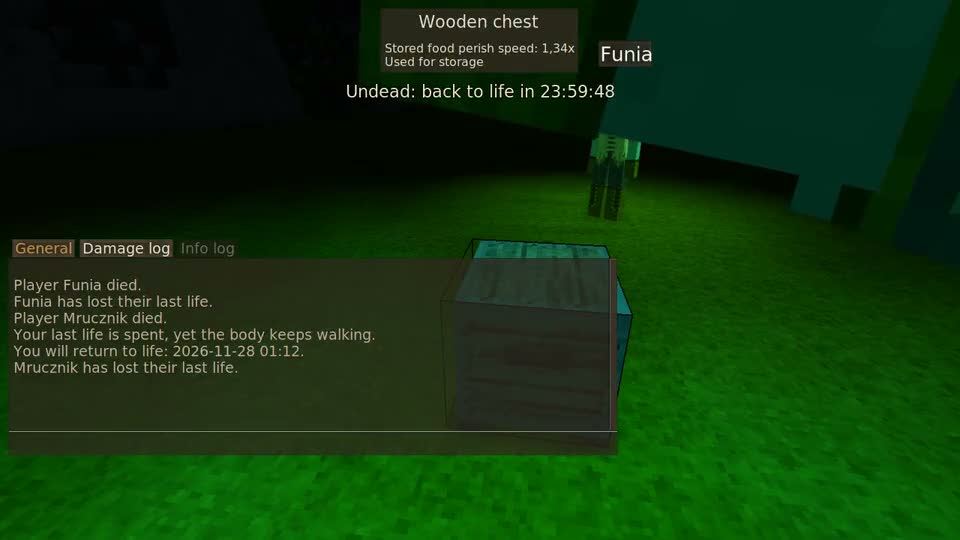 Wooden chest
Stored food perish speed: 1,34x
Used for storage
Funia
Undead: back to life in 23:59:48
General Damage log Info log
Player Funia died.
Funia has lost their last life.
Player Mrucznik died.
Your last life is spent, yet the body keeps walking.
You will return to life: 2026-11-28 01:12.
Mrucznik has lost their last life.